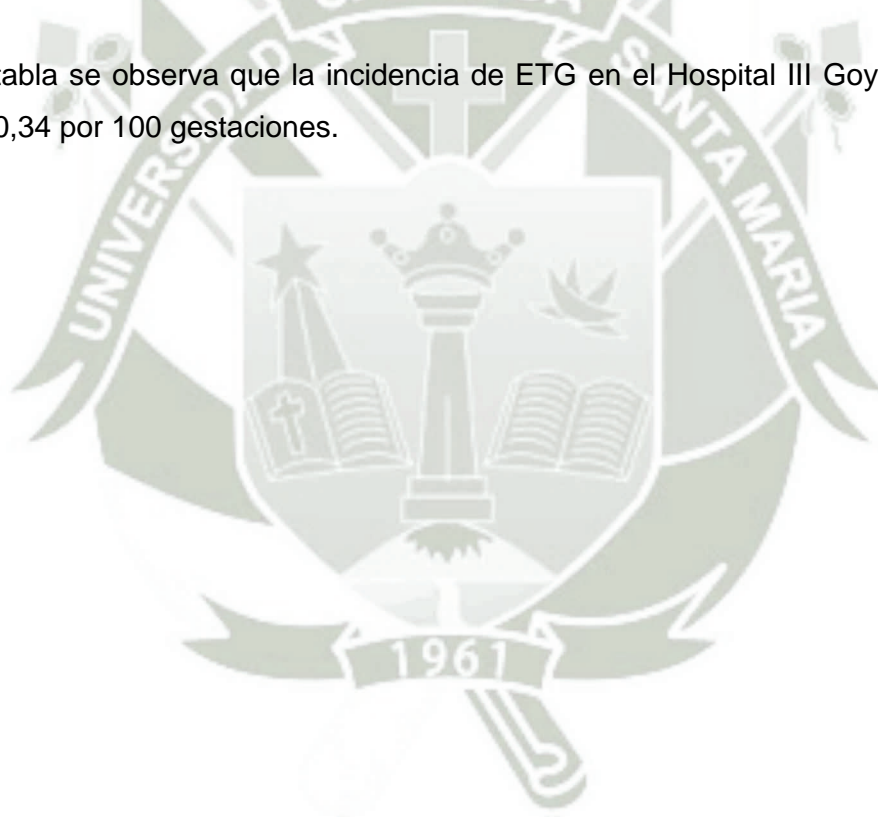 tabla se observa que la incidencia de ETG en el Hospital III Goy
0,34 por 100 gestaciones.
UNIVERSIDAD
SANTA MARIA
1961